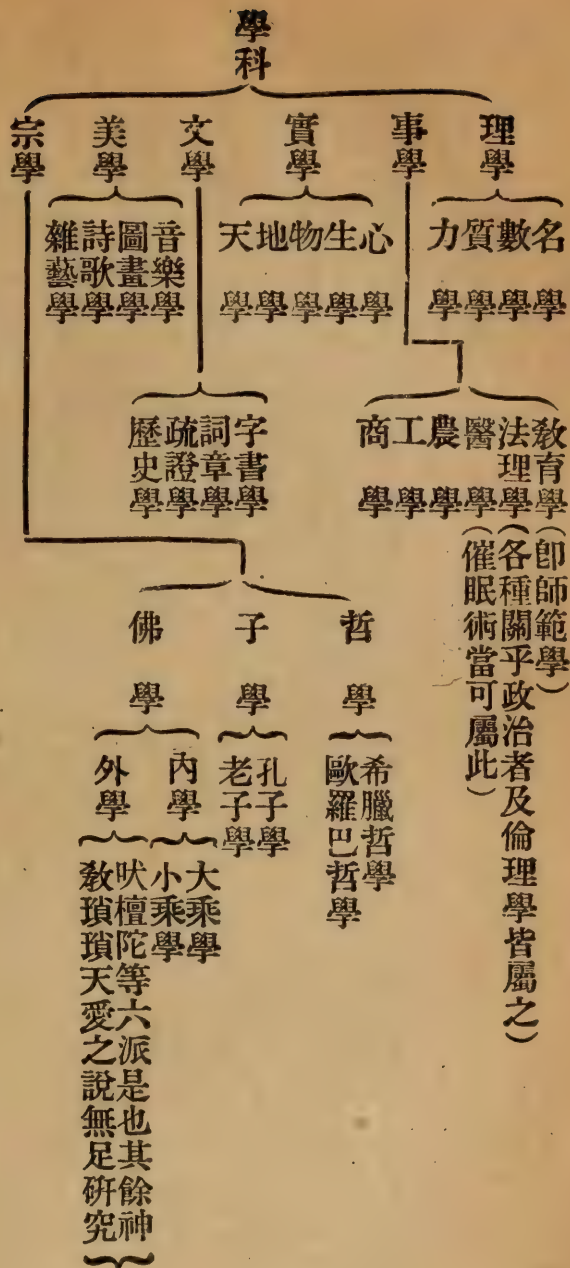 學科
理學
名學
數學
質學
力學
事學
教育學（卽師範學）
法理學（各種關乎政治者及倫理學皆屬之）
醫學（催眠術當可屬此）
農學
工學
商學
實學
心學
生學
物學
地學
天學
文學
字書學
詞章學
疏證學
歷史學
美學
音樂學
圖畫學
詩歌學
雜藝學
宗學
哲學
希臘哲學
歐羅巴哲學
子學
孔子學
老子學
佛學
內學
大乘學
小乘學
外學
吠檀陀等六派是也其餘神
教瑣瑣天愛之說無足硏究